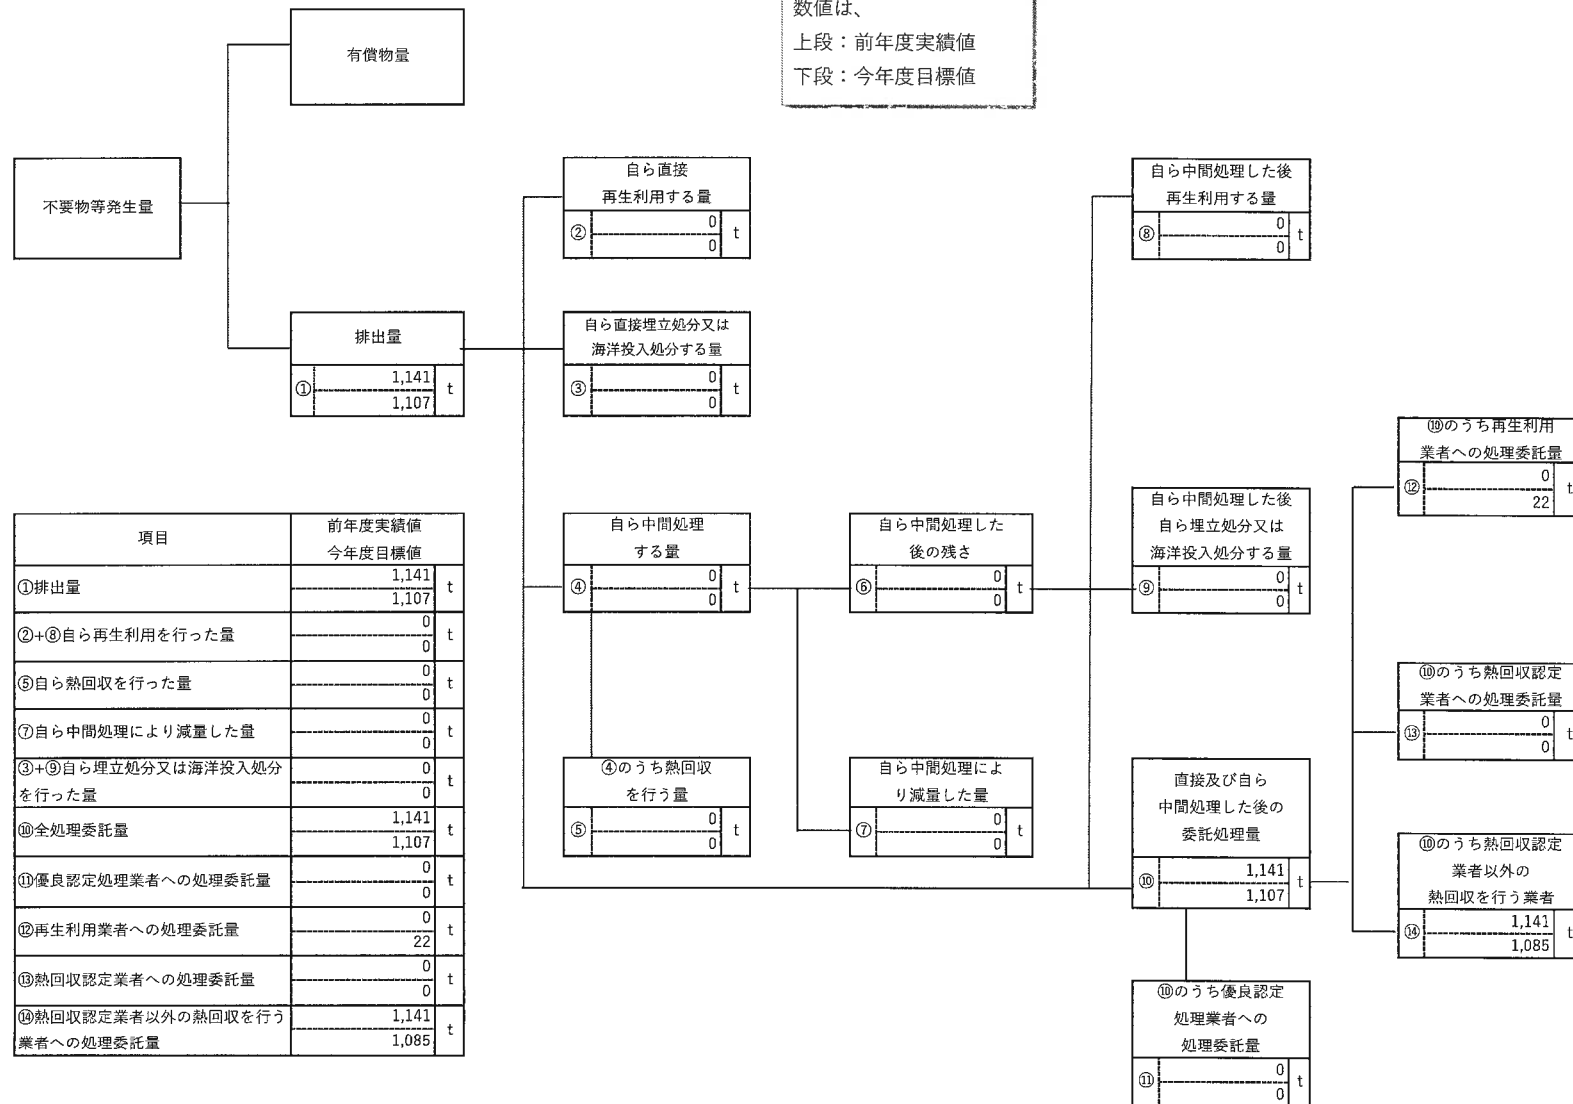 数値は、
上段：前年度実績値
下段：今年度目標値
有償物量
不要物等発生量
排出量
①
1,141
1,107
t
自ら直接
再生利用する量
②
0
0
t
自ら直接埋立処分又は
海洋投入処分する量
③
0
0
t
自ら中間処理
する量
④
0
0
t
④のうち熱回収
を行う量
⑤
0
0
t
自ら中間処理した
後の残さ
⑥
0
0
t
自ら中間処理によ
り減量した量
⑦
0
0
t
自ら中間処理した後
再生利用する量
⑧
0
0
t
自ら中間処理した後
自ら埋立処分又は
海洋投入処分する量
⑨
0
0
t
直接及び自ら
中間処理した後の
委託処理量
⑩
1,141
1,107
t
⑩のうち優良認定
処理業者への
処理委託量
⑪
0
0
t
⑩のうち再生利用
業者への処理委託量
⑫
0
22
t
⑩のうち熱回収認定
業者への処理委託量
⑬
0
0
t
⑩のうち熱回収認定
業者以外の
熱回収を行う業者
⑭
1,141
1,085
t
項目
前年度実績値
今年度目標値
①排出量
1,141
1,107
t
②+⑧自ら再生利用を行った量
0
0
t
⑤自ら熱回収を行った量
0
0
t
⑦自ら中間処理により減量した量
0
0
t
③+⑨自ら埋立処分又は海洋投入処分
を行った量
0
0
t
⑩全処理委託量
1,141
1,107
t
⑪優良認定処理業者への処理委託量
0
0
t
⑫再生利用業者への処理委託量
0
22
t
⑬熱回収認定業者への処理委託量
0
0
t
⑭熱回収認定業者以外の熱回収を行う
業者への処理委託量
1,141
1,085
t